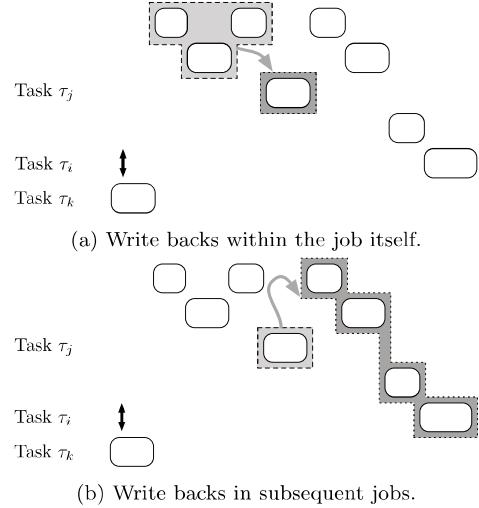 Task τj
Task τi
Task τk
(a) Write backs within the job itself.
Task τj
Task τi
Task τk
(b) Write backs in subsequent jobs.